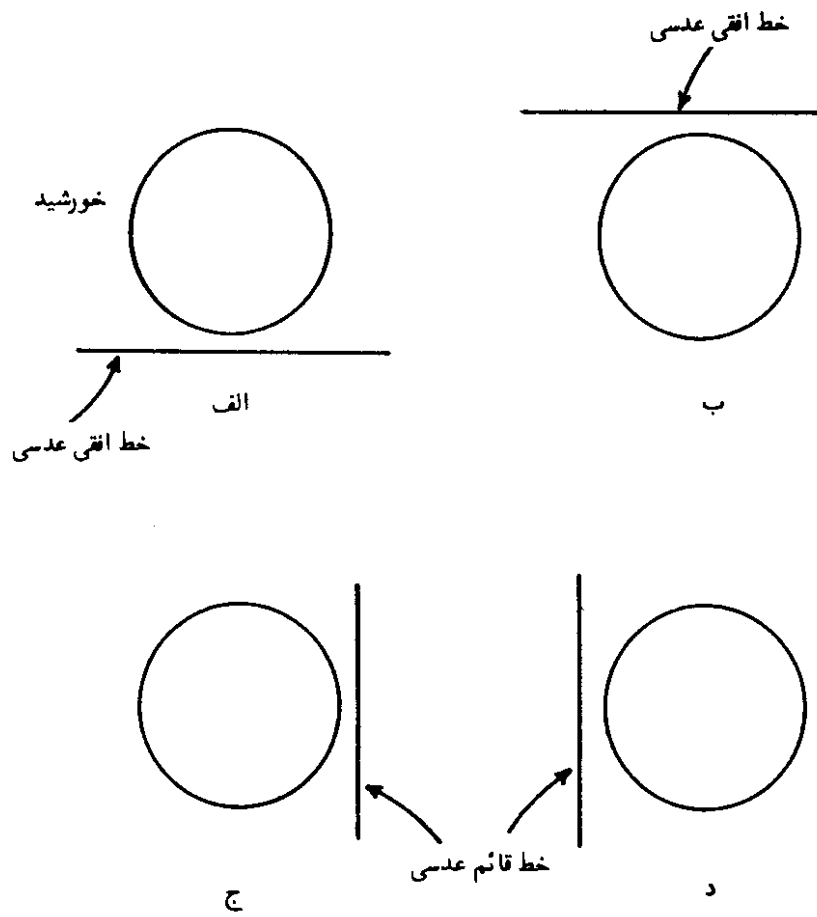 خط افقی عدسی
خورشید
الف
ب
خط افقی عدسی
خط قائم عدسی
ج
د